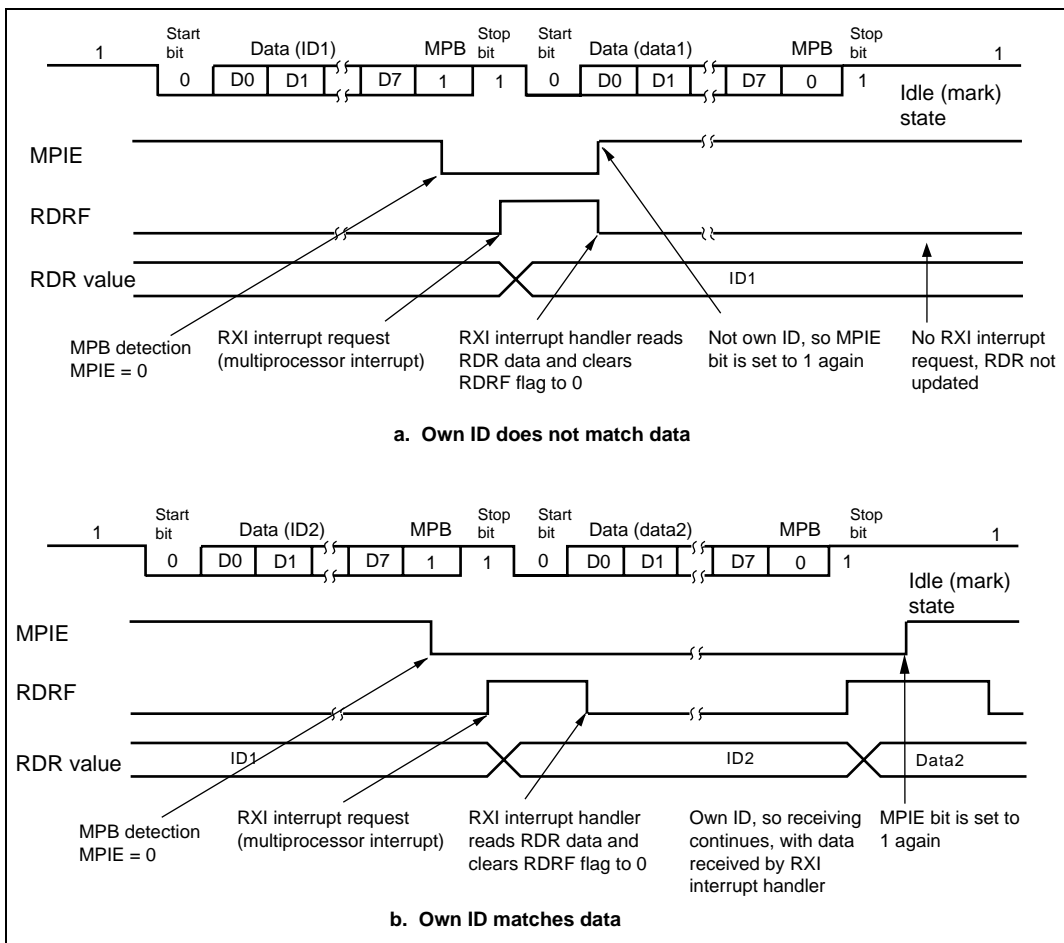 Start bit
Data (ID1)
MPB
Stop bit
Start bit
Data (data1)
MPB
Stop bit
1
1
0 D0 D1 D7 1 1 0 D0 D1 D7 0 1
Idle (mark) state
MPIE
RDRF
RDR value
ID1
MPB detection
MPIE = 0
RXI interrupt request
(multiprocessor interrupt)
RXI interrupt handler reads
RDR data and clears
RDRF flag to 0
Not own ID, so MPIE
bit is set to 1 again
No RXI interrupt
request, RDR not
updated
a. Own ID does not match data
Start bit
Data (ID2)
MPB
Stop bit
Start bit
Data (data2)
MPB
Stop bit
1
1
0 D0 D1 D7 1 1 0 D0 D1 D7 0 1
Idle (mark) state
MPIE
RDRF
RDR value
ID1
ID2
Data2
MPB detection
MPIE = 0
RXI interrupt request
(multiprocessor interrupt)
RXI interrupt handler
reads RDR data and
clears RDRF flag to 0
Own ID, so receiving
continues, with data
received by RXI
interrupt handler
MPIE bit is set to
1 again
b. Own ID matches data